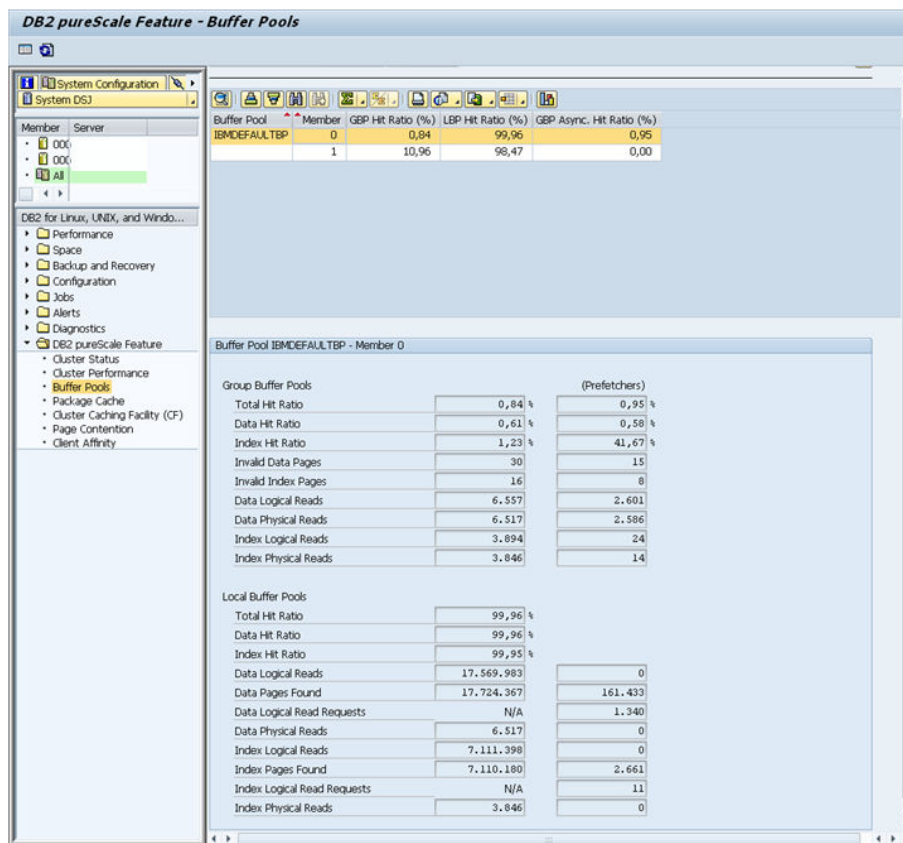 DB2 pureScale Feature - Buffer Pools
System Configuration
System DSJ
Member Server
000
000
All
DB2 for Linux, UNIX, and Windo...
Performance
Space
Backup and Recovery
Configuration
Jobs
Alerts
Diagnostics
DB2 pureScale Feature
Cluster Status
Cluster Performance
Buffer Pools
Package Cache
Cluster Caching Facility (CF)
Page Contention
Client Affinity
Buffer Pool Member GBP Hit Ratio (%) LBP Hit Ratio (%) GBP Async. Hit Ratio (%)
IBMDEFAULTBP 0 0,84 99,96 0,95
1 10,96 98,47 0,00
Buffer Pool IBMDEFAULTBP - Member 0
Group Buffer Pools (Prefetchers)
Total Hit Ratio 0,84 % 0,95 %
Data Hit Ratio 0,61 % 0,58 %
Index Hit Ratio 1,23 % 41,67 %
Invalid Data Pages 30 15
Invalid Index Pages 16 8
Data Logical Reads 6.557 2.601
Data Physical Reads 6.517 2.586
Index Logical Reads 3.894 24
Index Physical Reads 3.846 14
Local Buffer Pools
Total Hit Ratio 99,96 %
Data Hit Ratio 99,96 %
Index Hit Ratio 99,95 %
Data Logical Reads 17.569.983 0
Data Pages Found 17.724.367 161.433
Data Logical Read Requests N/A 1.340
Data Physical Reads 6.517 0
Index Logical Reads 7.111.398 0
Index Pages Found 7.110.180 2.661
Index Logical Read Requests N/A 11
Index Physical Reads 3.846 0